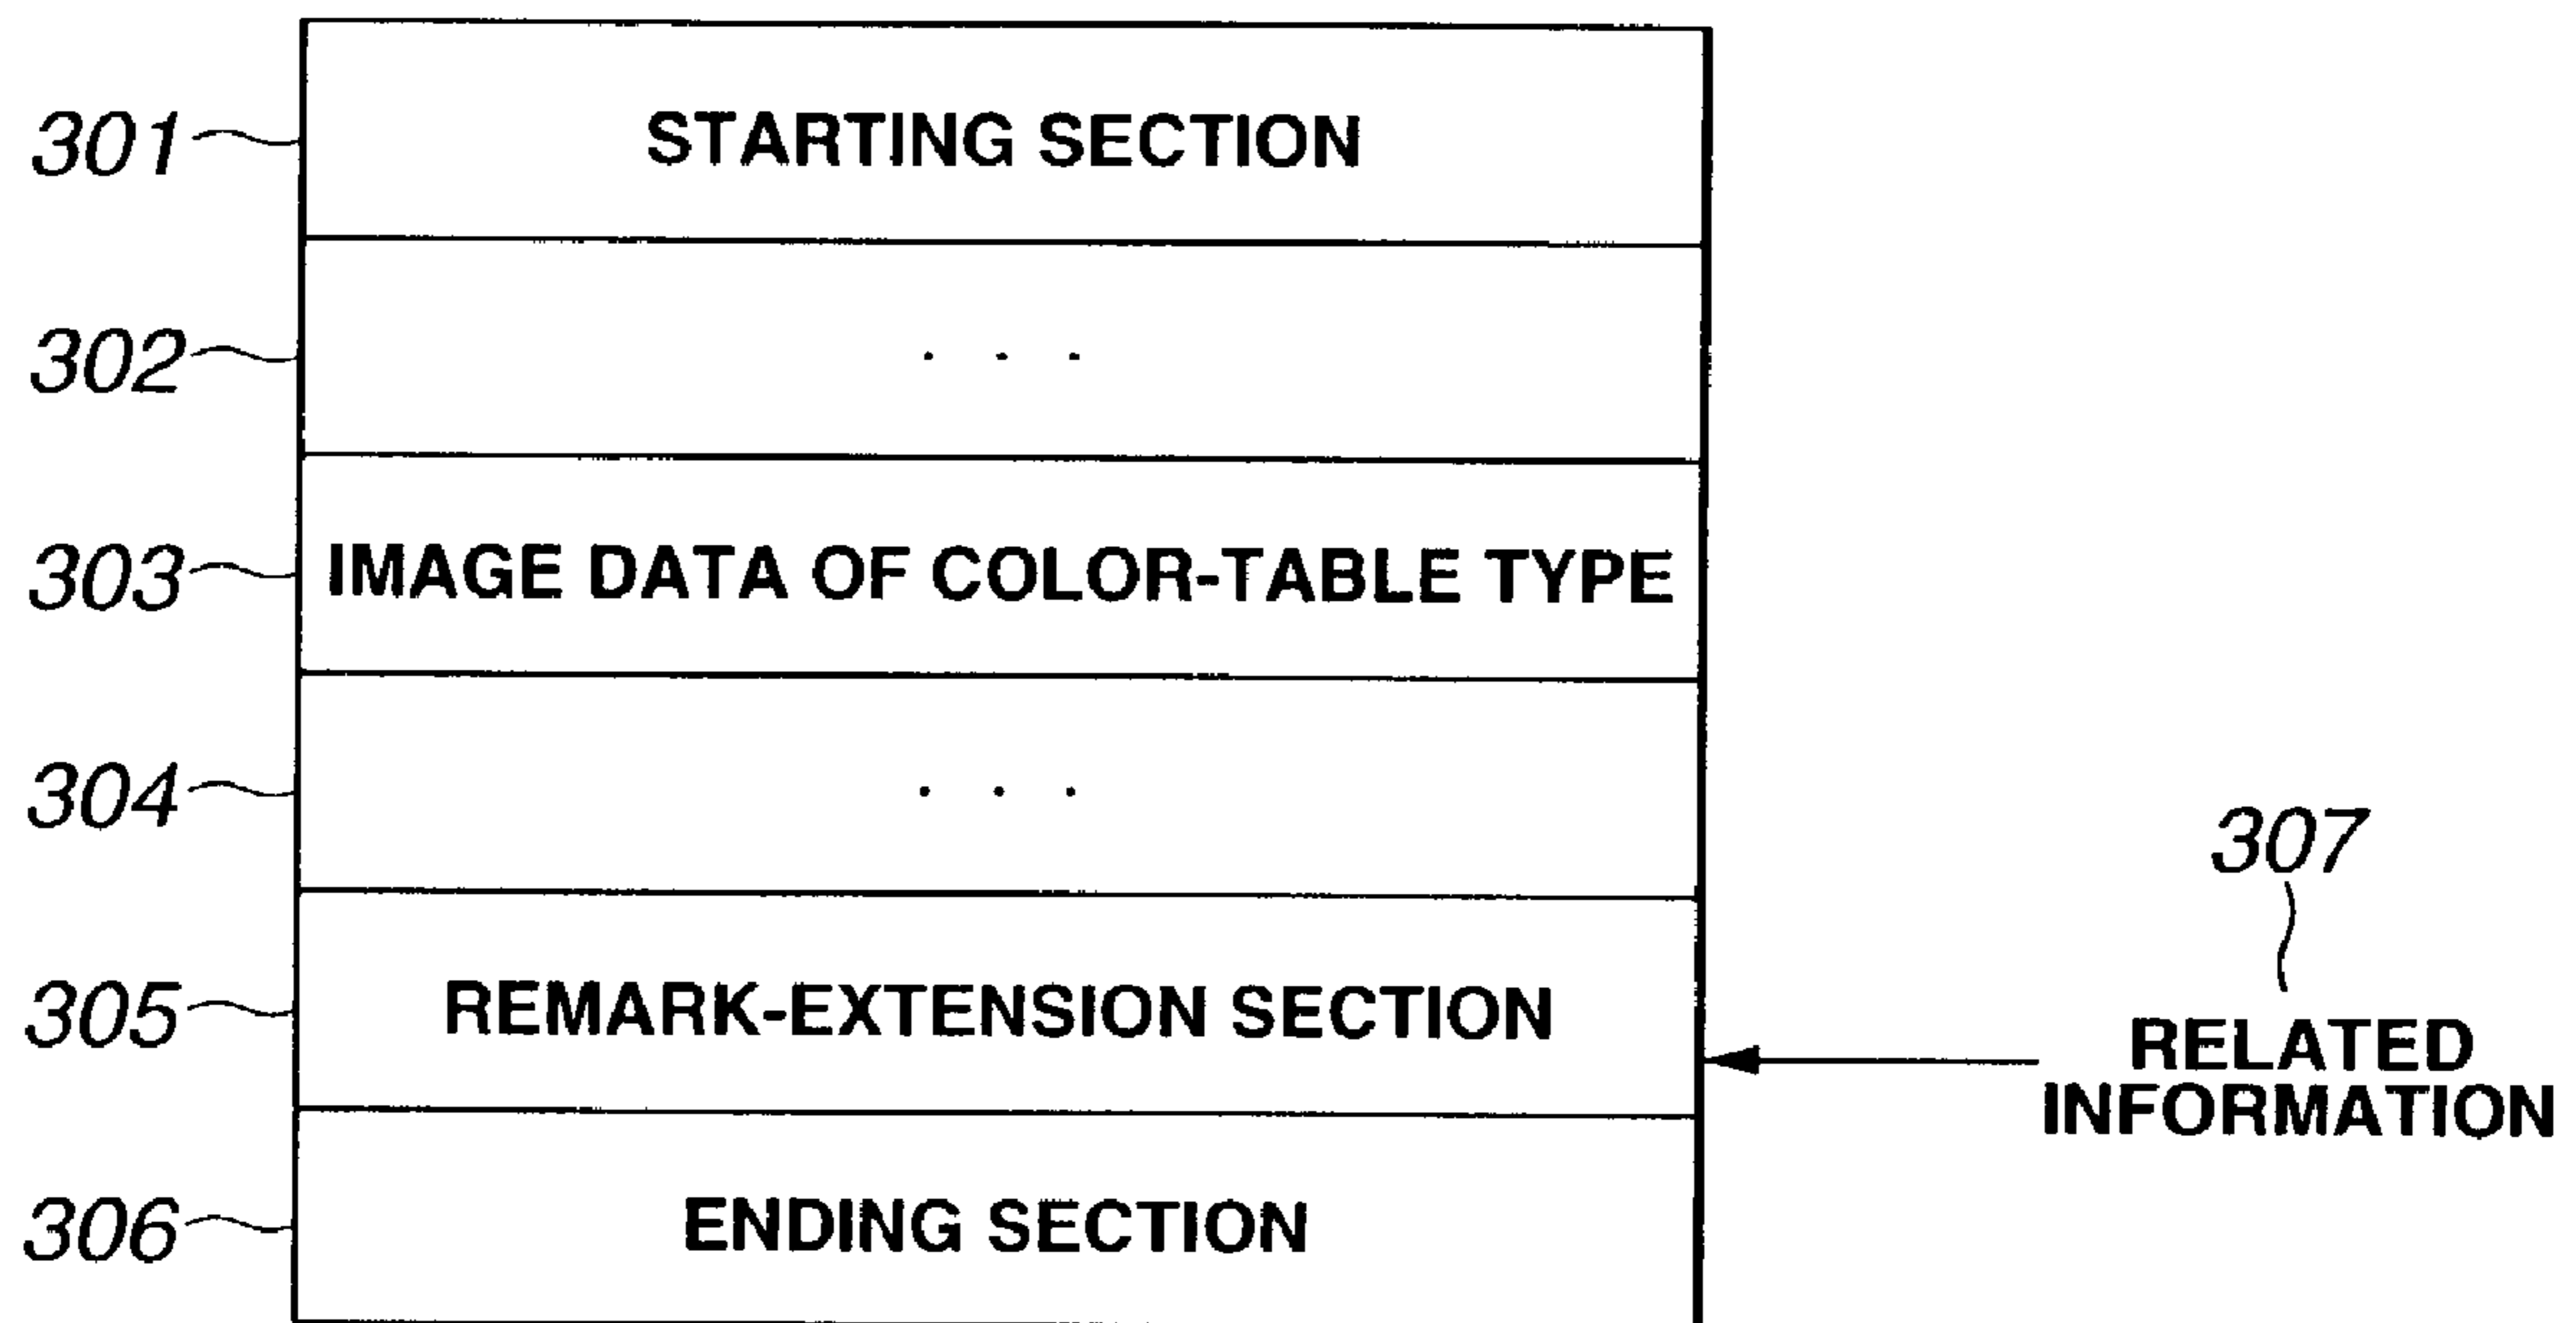 301 STARTING SECTION
302 . . .
303 IMAGE DATA OF COLOR-TABLE TYPE
304 . . .
307
305 REMARK-EXTENSION SECTION
RELATED
INFORMATION
306 ENDING SECTION